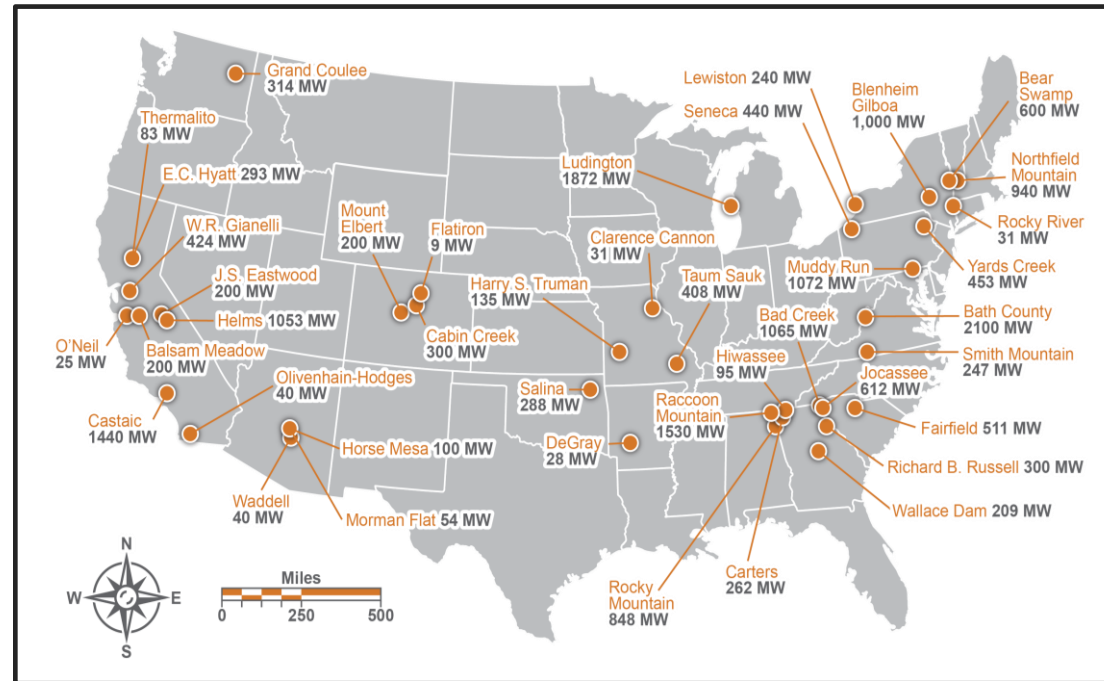 Grand Coulee
314 MW
Thermalito
83 MW
E.C. Hyatt 293 MW
W.R. Gianelli
424 MW
J.S. Eastwood
200 MW
Helms 1053 MW
O'Neil
25 MW
Balsam Meadow
200 MW
Castaic
1440 MW
Olivenhain-Hodges
40 MW
Mount
Elbert
200 MW
Flatiron
9 MW
Cabin Creek
300 MW
Horse Mesa 100 MW
Waddell
40 MW
Morman Flat 54 MW
Harry S. Truman
135 MW
Clarence Cannon
31 MW
Taum Sauk
408 MW
Salina
288 MW
DeGray
28 MW
Ludington
1872 MW
Lewiston 240 MW
Seneca 440 MW
Blenheim
Gilboa
1,000 MW
Bear
Swamp
600 MW
Northfield
Mountain
940 MW
Rocky River
31 MW
Yards Creek
453 MW
Muddy Run
1072 MW
Bath County
2100 MW
Smith Mountain
247 MW
Bad Creek
1065 MW
Jocassee
612 MW
Hiwassee
95 MW
Raccoon
Mountain
1530 MW
Fairfield 511 MW
Richard B. Russell 300 MW
Wallace Dam 209 MW
Carters
262 MW
Rocky
Mountain
848 MW
N
W E
S
Miles
0 250 500